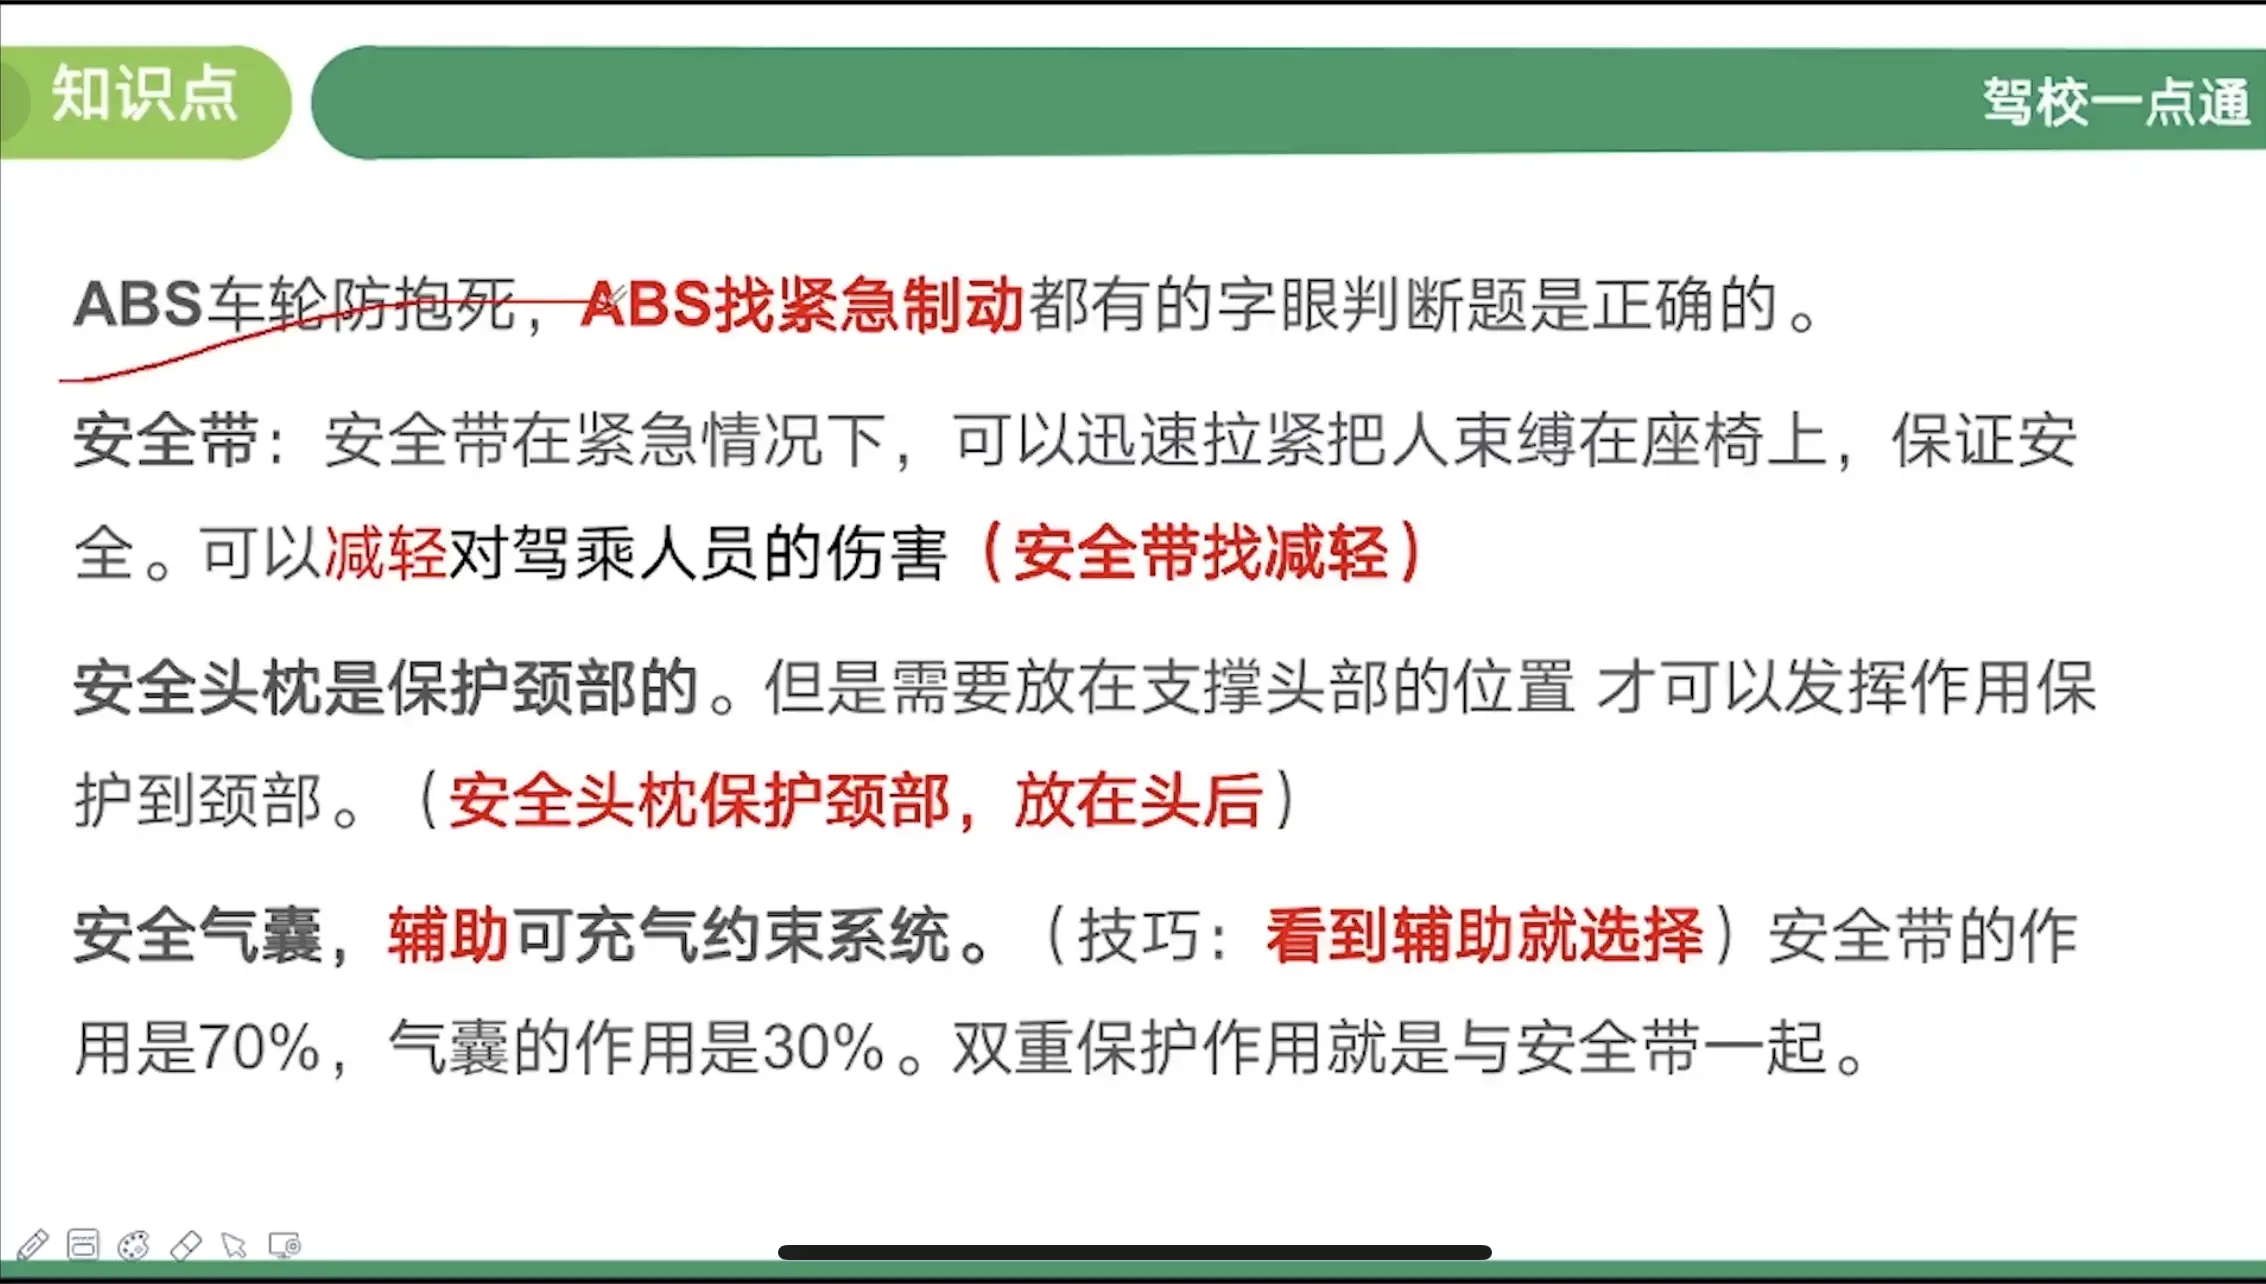 知识点
驾校一点通
ABS车轮防抱死，ABS找紧急制动都有的字眼判断题是正确的。
安全带：安全带在紧急情况下，可以迅速拉紧把人束缚在座椅上，保证安
全。可以减轻对驾乘人员的伤害（安全带找减轻）
安全头枕是保护颈部的。但是需要放在支撑头部的位置 才可以发挥作用保
护到颈部。（安全头枕保护颈部，放在头后）
安全气囊，辅助可充气约束系统。（技巧：看到辅助就选择）安全带的作
用是70%，气囊的作用是30%。双重保护作用就是与安全带一起。